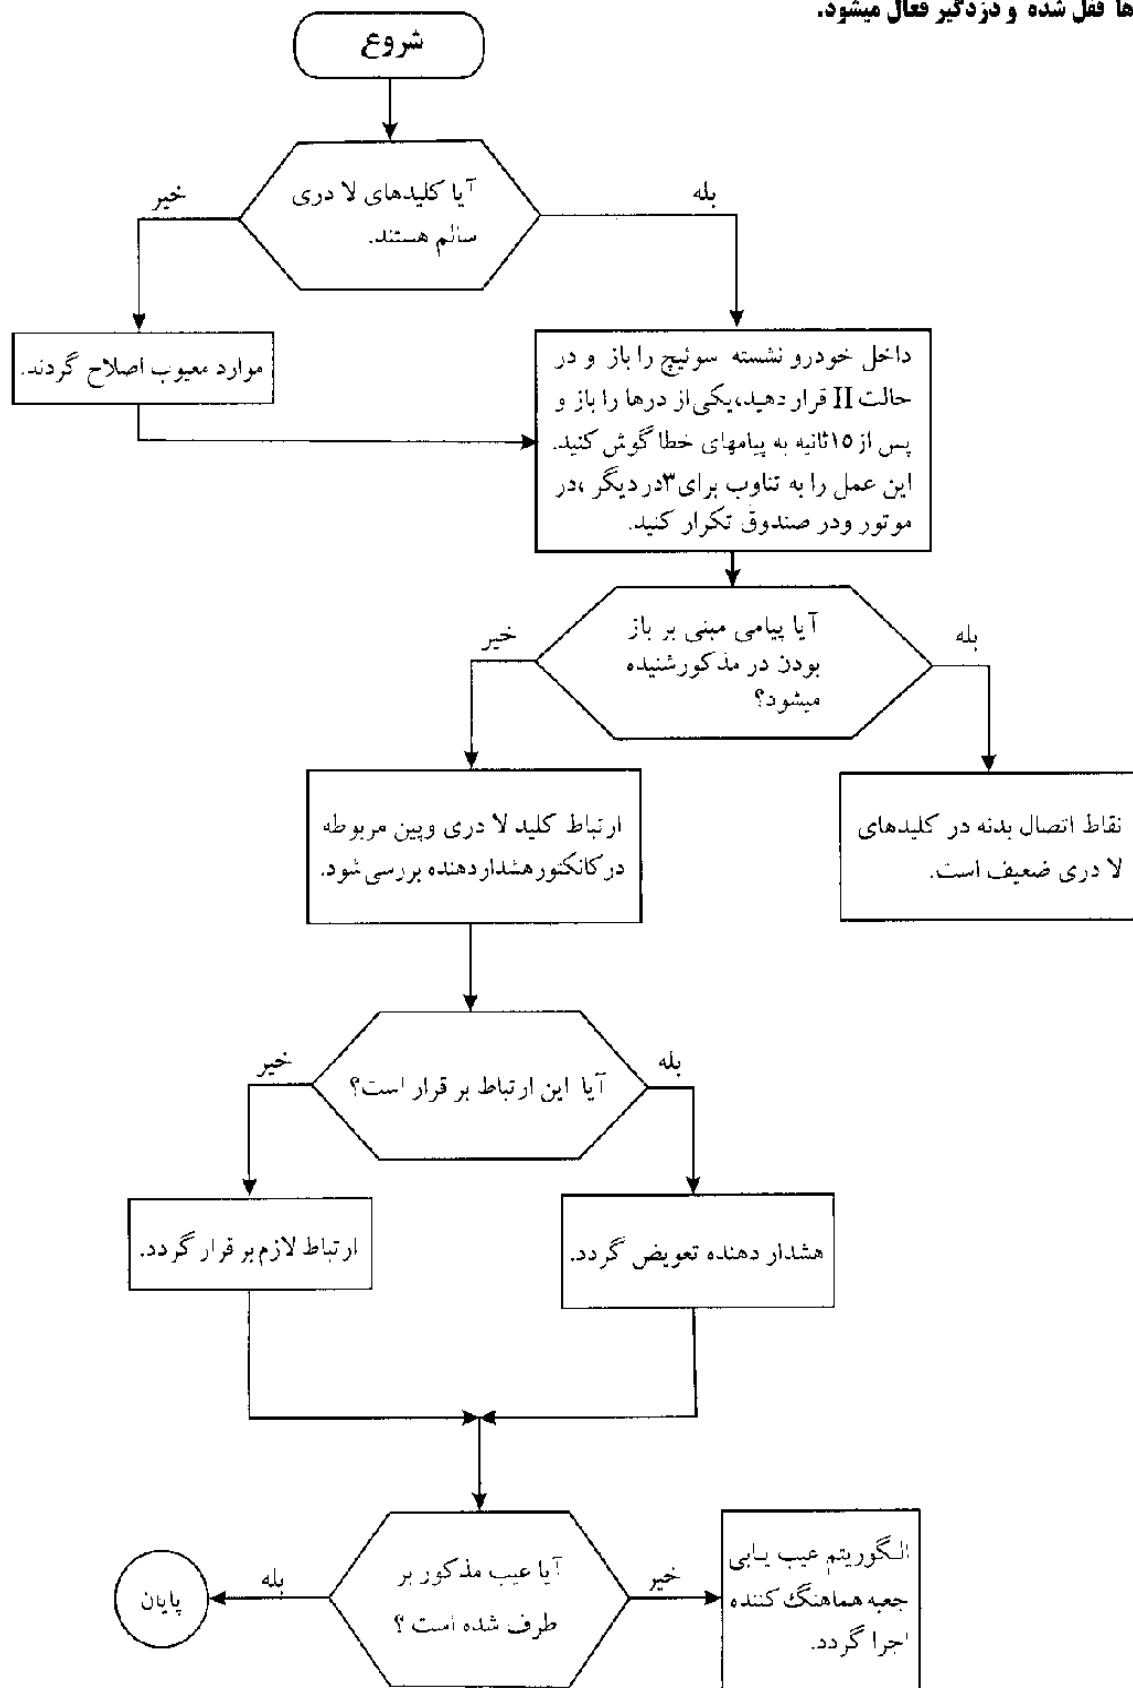 ها قفل شده و دزدگیر فعال میشود.
شروع
آیا کلیدهای لا دری
سالم هستند.
خیر
بله
موارد معیوب اصلاح گردند.
داخل خودرو نشسته سوئیچ را باز و در
حالت II قرار دهید،یکی از درها را باز و
پس از ۱۵ثانیه به پیامهای خطا گوش کنید.
این عمل را به تناوب برای۳در دیگر ،در
موتور ودر صندوق تکرار کنید.
آیا پیامی مبنی بر باز
بودن در مذکورشنیده
میشود؟
خیر
بله
ارتباط کلید لا دری وپین مربوطه
درکانکتور هشداردهنده بررسی شود.
نقاط اتصال بدنه در کلیدهای
لا دری ضعیف است.
آیا این ارتباط بر قرار است؟
خیر
بله
ارتباط لازم بر قرار گردد.
هشدار دهنده تعویض گردد.
آیا عیب مذکور بر
طرف شده است ؟
بله
خیر
پایان
الگوریتم عیب یابی
جعبه هماهنگ کننده
اجرا گردد.